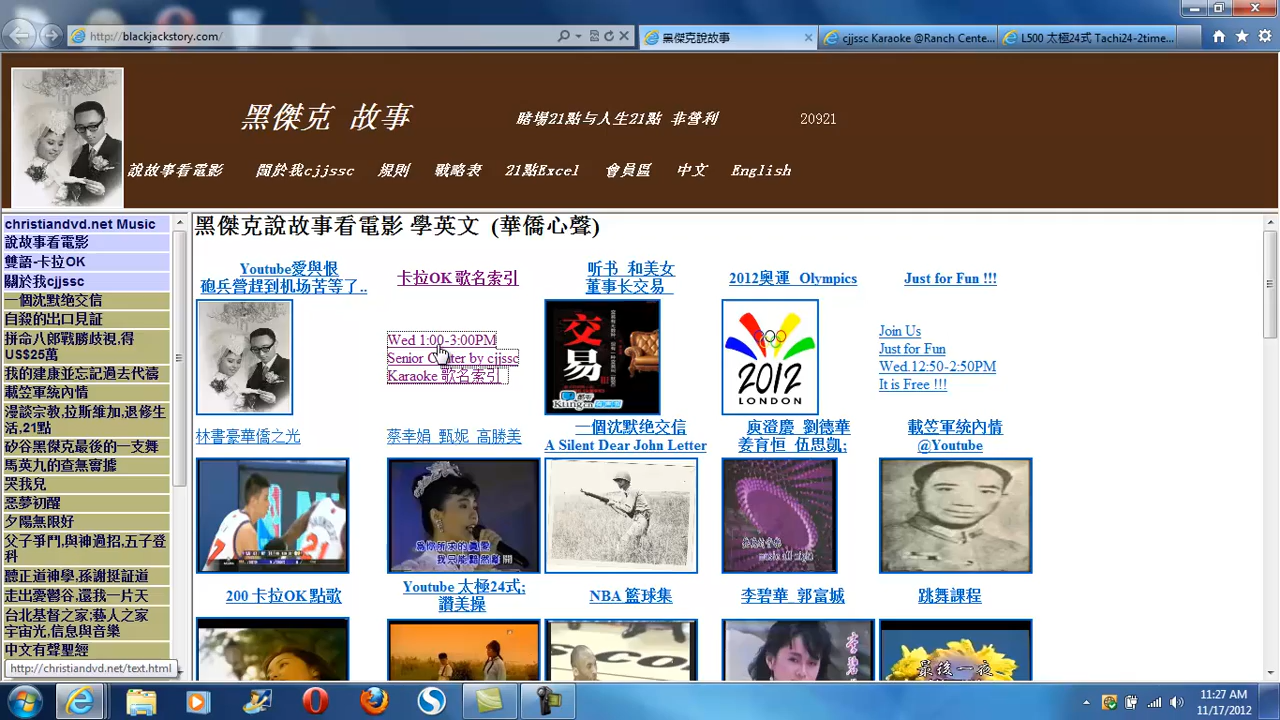 http://blackjackstory.com/
黑傑克說故事
cjjssc Karaoke @Ranch Cente...
L500 太極24式 Tachi24-2time...
黑傑克 故事
賭場21點与人生21點 非營利
20921
說故事看電影
關於我cjjssc
規則
戰略表
21點Excel
會員區
中文
English
christiandvd.net Music
說故事看電影
雙語-卡拉OK
關於我cjjssc
一個沈默绝交信
自殺的出口見証
拼命八郎戰勝歧視,得
US$25萬
我的健康並忘記過去代禱
載笠軍統內情
漫談宗教,拉斯維加,退修生
活,21點
矽谷黑傑克最後的一支舞
馬英九的查無實據
哭我兒
惡夢初醒
夕陽無限好
父子爭鬥,與神過招,五子登
科
聽正道神學,孫謝挺証道
走出憂鬱谷,還我一片天
台北基督之家:藝人之家
宇宙光,信息與音樂
中文有聲聖經
http://christiandvd.net/text.html
黑傑克說故事看電影 學英文 (華僑心聲)
Youtube愛與恨
砲兵營趕到机场苦等了..
卡拉OK 歌名索引
听书 和美女
董事长交易
2012奧運 Olympics
Just for Fun !!!
Wed 1:00-3:00PM
Senior Center by cjjssc
Karaoke 歌名索引
交易
2012
LONDON
Join Us
Just for Fun
Wed.12:50-2:50PM
It is Free !!!
林書豪華僑之光
蔡幸娟 甄妮 高勝美
一個沈默绝交信
A Silent Dear John Letter
庾澄慶 劉德華
姜育恒 伍思凱;
載笠軍統內情
@Youtube
為你所求的是愛
我只能黯然離開
200 卡拉OK 點歌
Youtube 太極24式;
讚美操
NBA 籃球集
李碧華 郭富城
跳舞課程
最後一夜
11:27 AM
11/17/2012